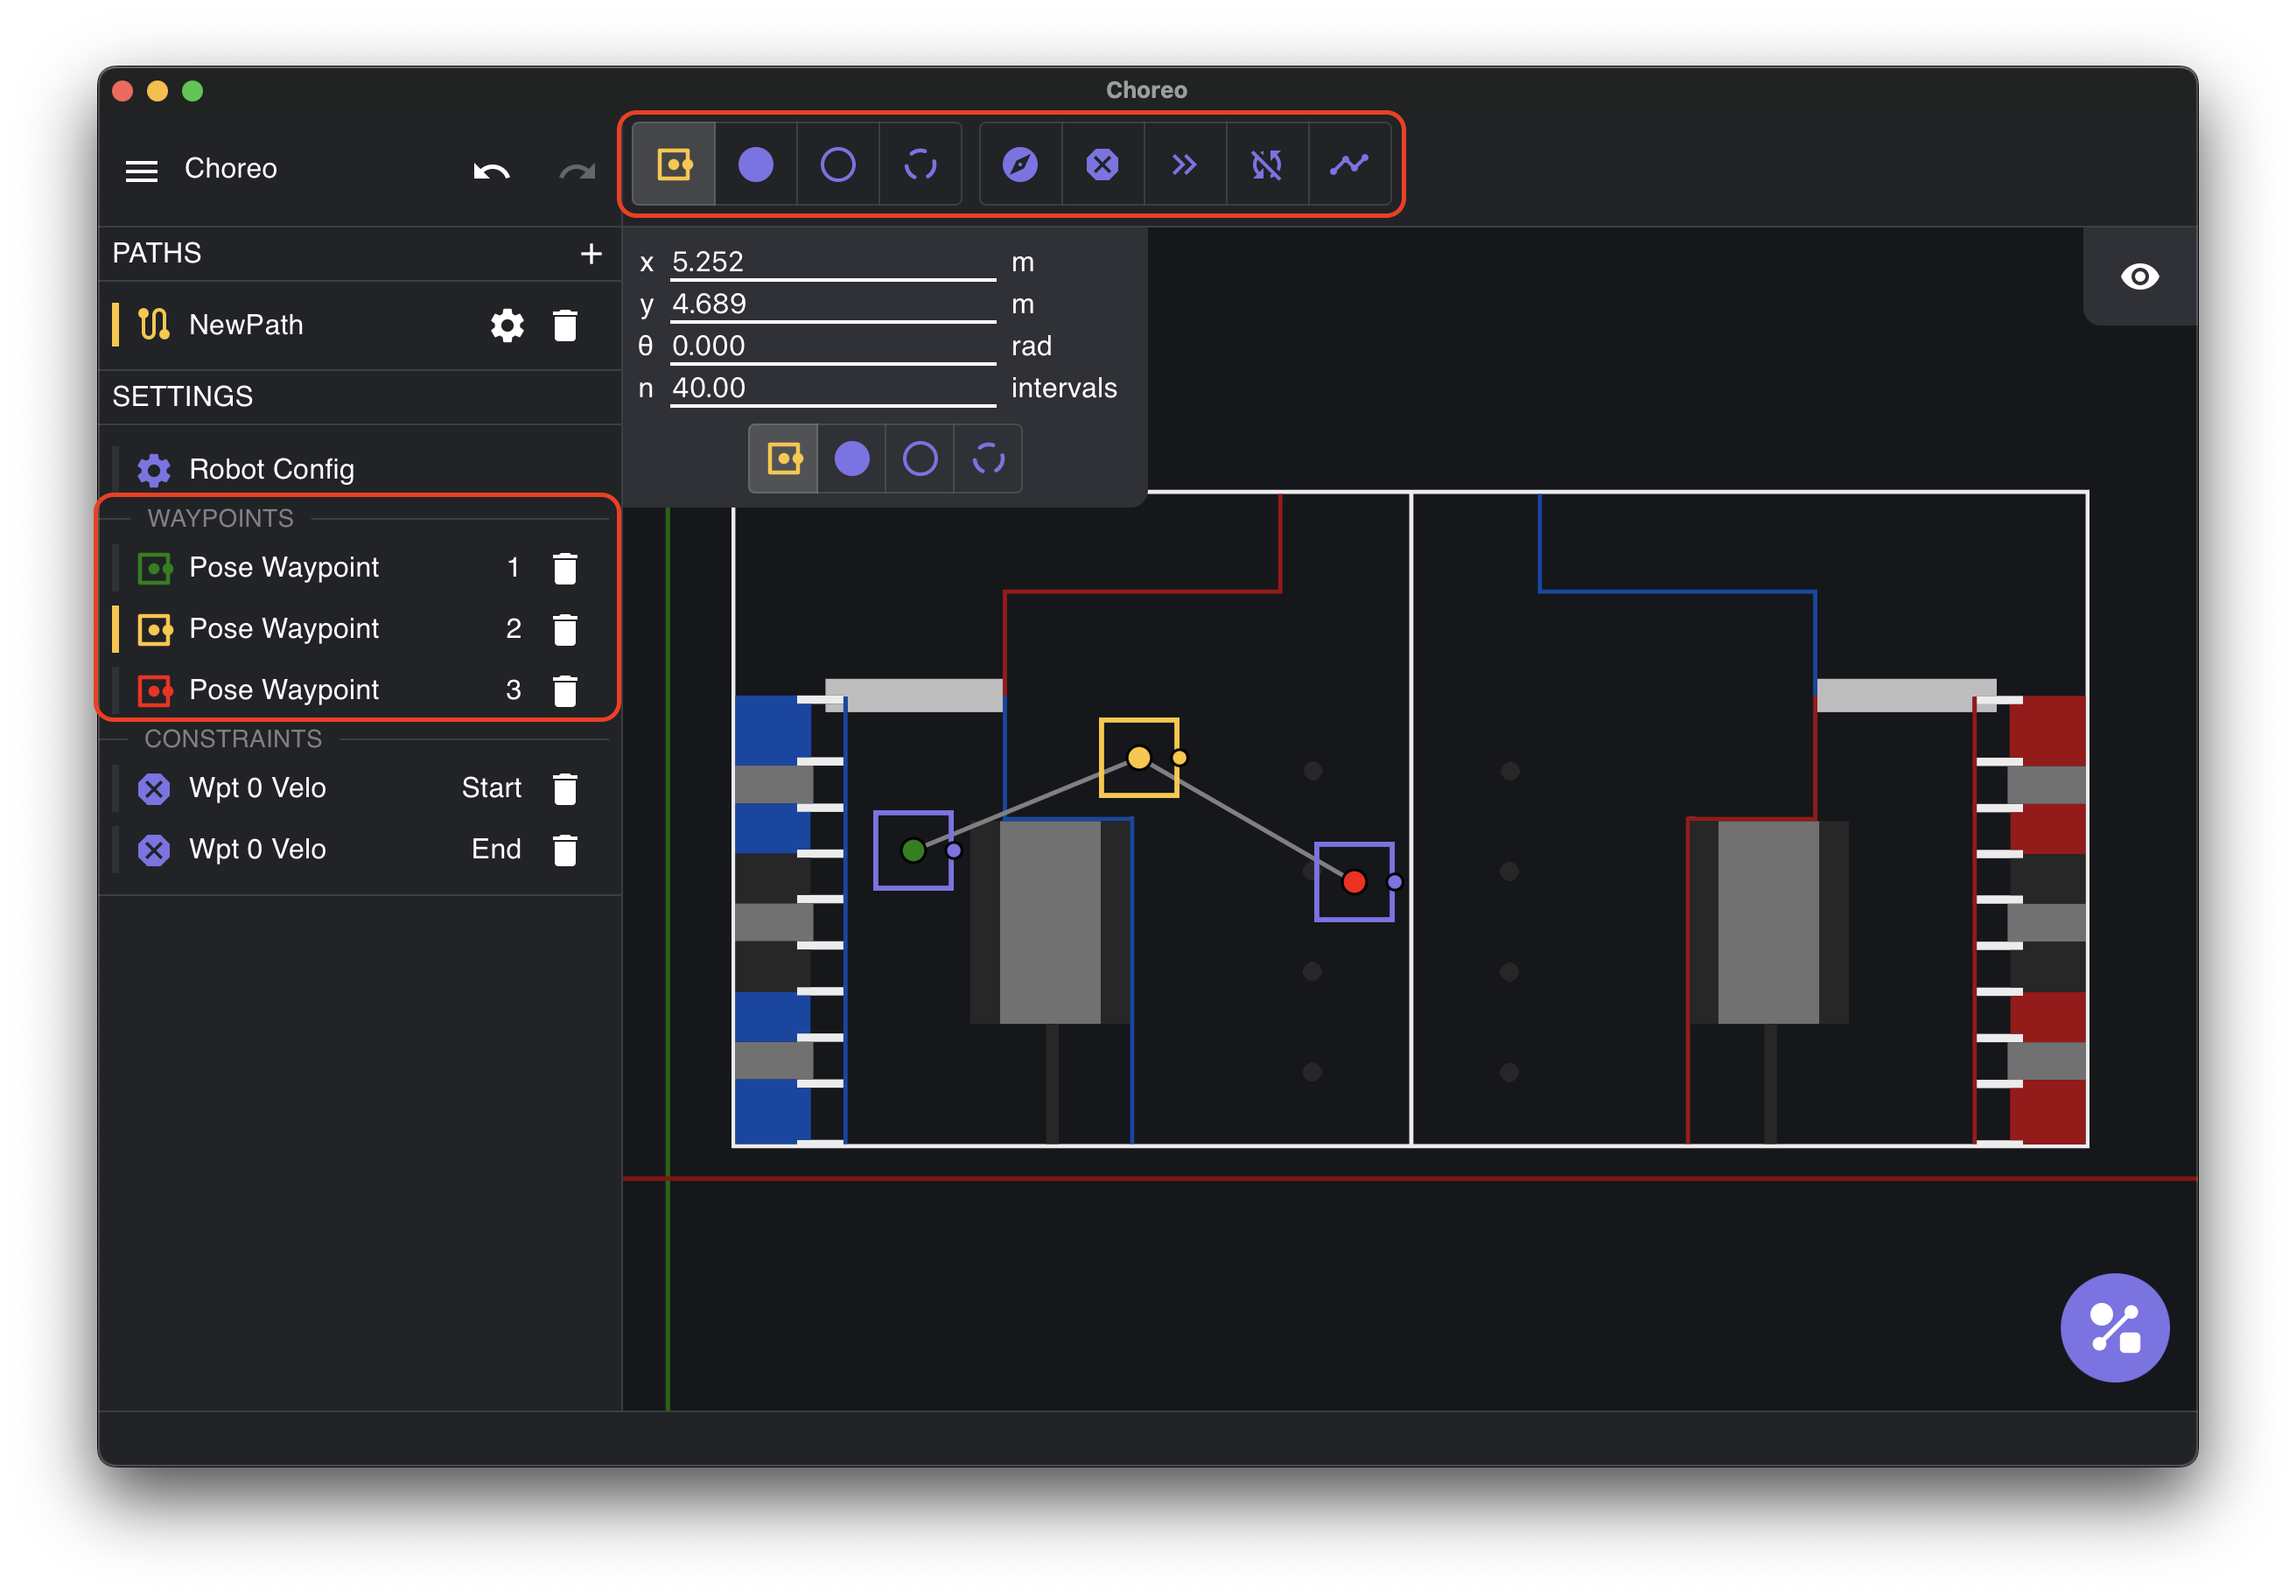 Choreo
Choreo
PATHS +
NewPath
SETTINGS
Robot Config
WAYPOINTS
Pose Waypoint 1
Pose Waypoint 2
Pose Waypoint 3
CONSTRAINTS
Wpt 0 Velo Start
Wpt 0 Velo End
x 5.252 m
y 4.689 m
θ 0.000 rad
n 40.00 intervals